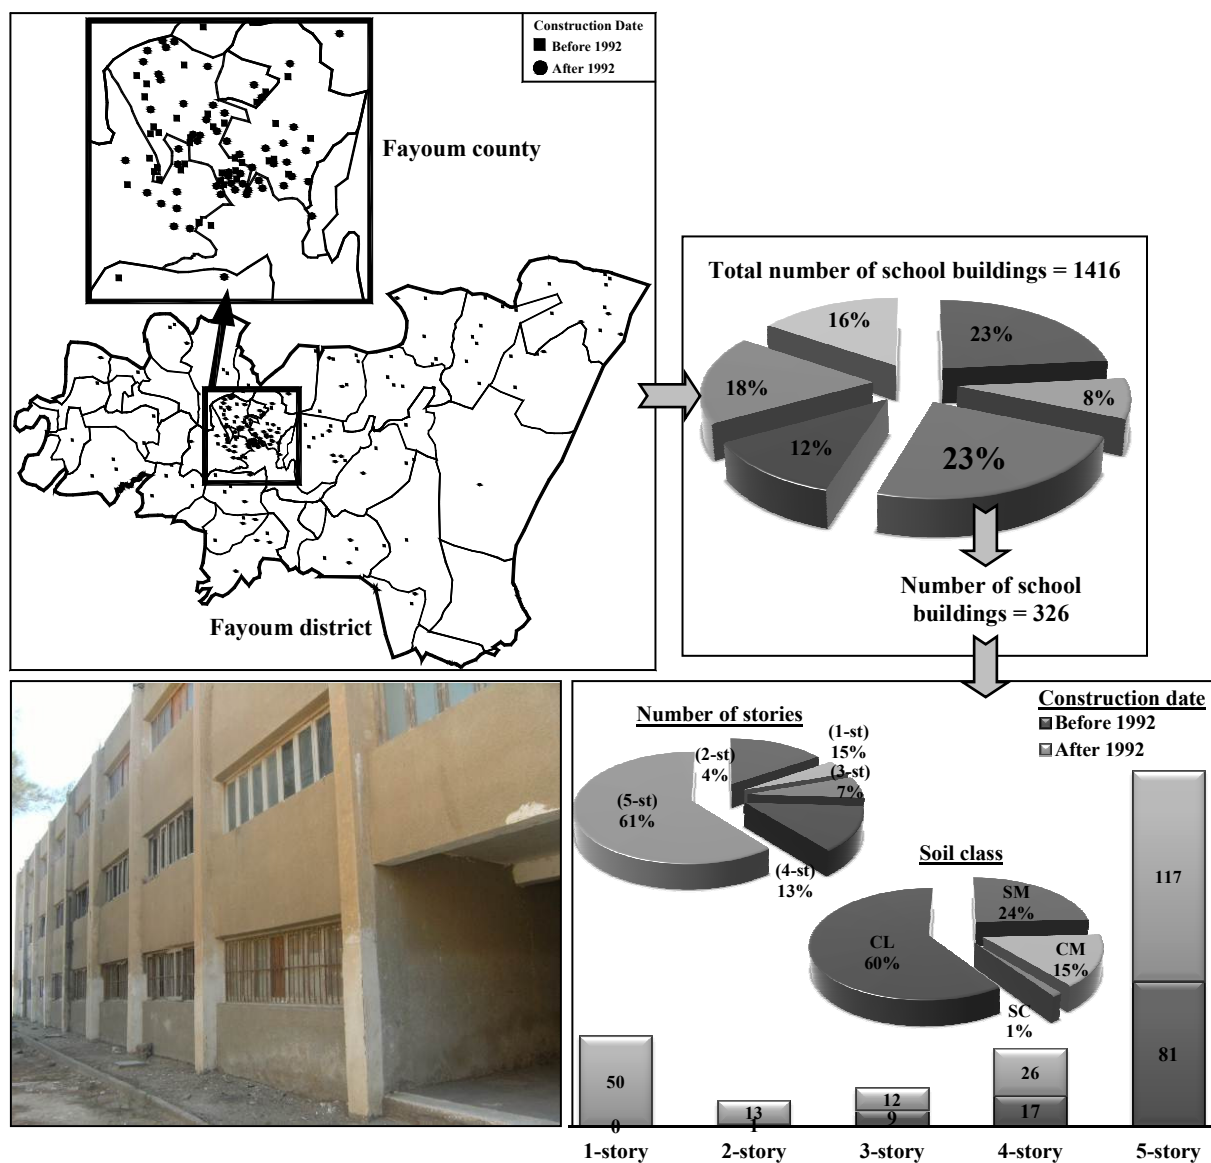 Construction Date
Before 1992
After 1992
Fayoum county
Fayoum district
Total number of school buildings = 1416
16%
23%
18%
8%
12%
23%
Number of school
buildings = 326
Number of stories
(1-st)
15%
(2-st)
4%
(3-st)
7%
(5-st)
61%
(4-st)
13%
Construction date
Before 1992
After 1992
Soil class
SM
24%
CL
60%
CM
15%
SC
1%
50
0
13
1
12
9
26
17
117
81
1-story
2-story
3-story
4-story
5-story